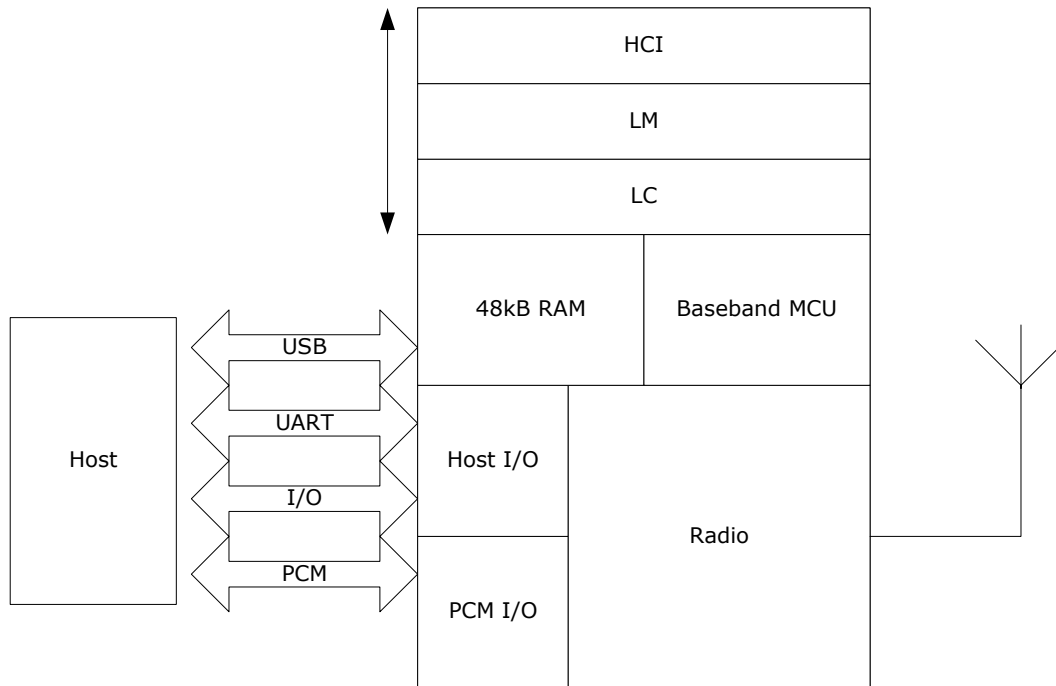 HCI
LM
LC
48kB RAM
Baseband MCU
USB
UART
Host
Host I/O
I/O
Radio
PCM
PCM I/O